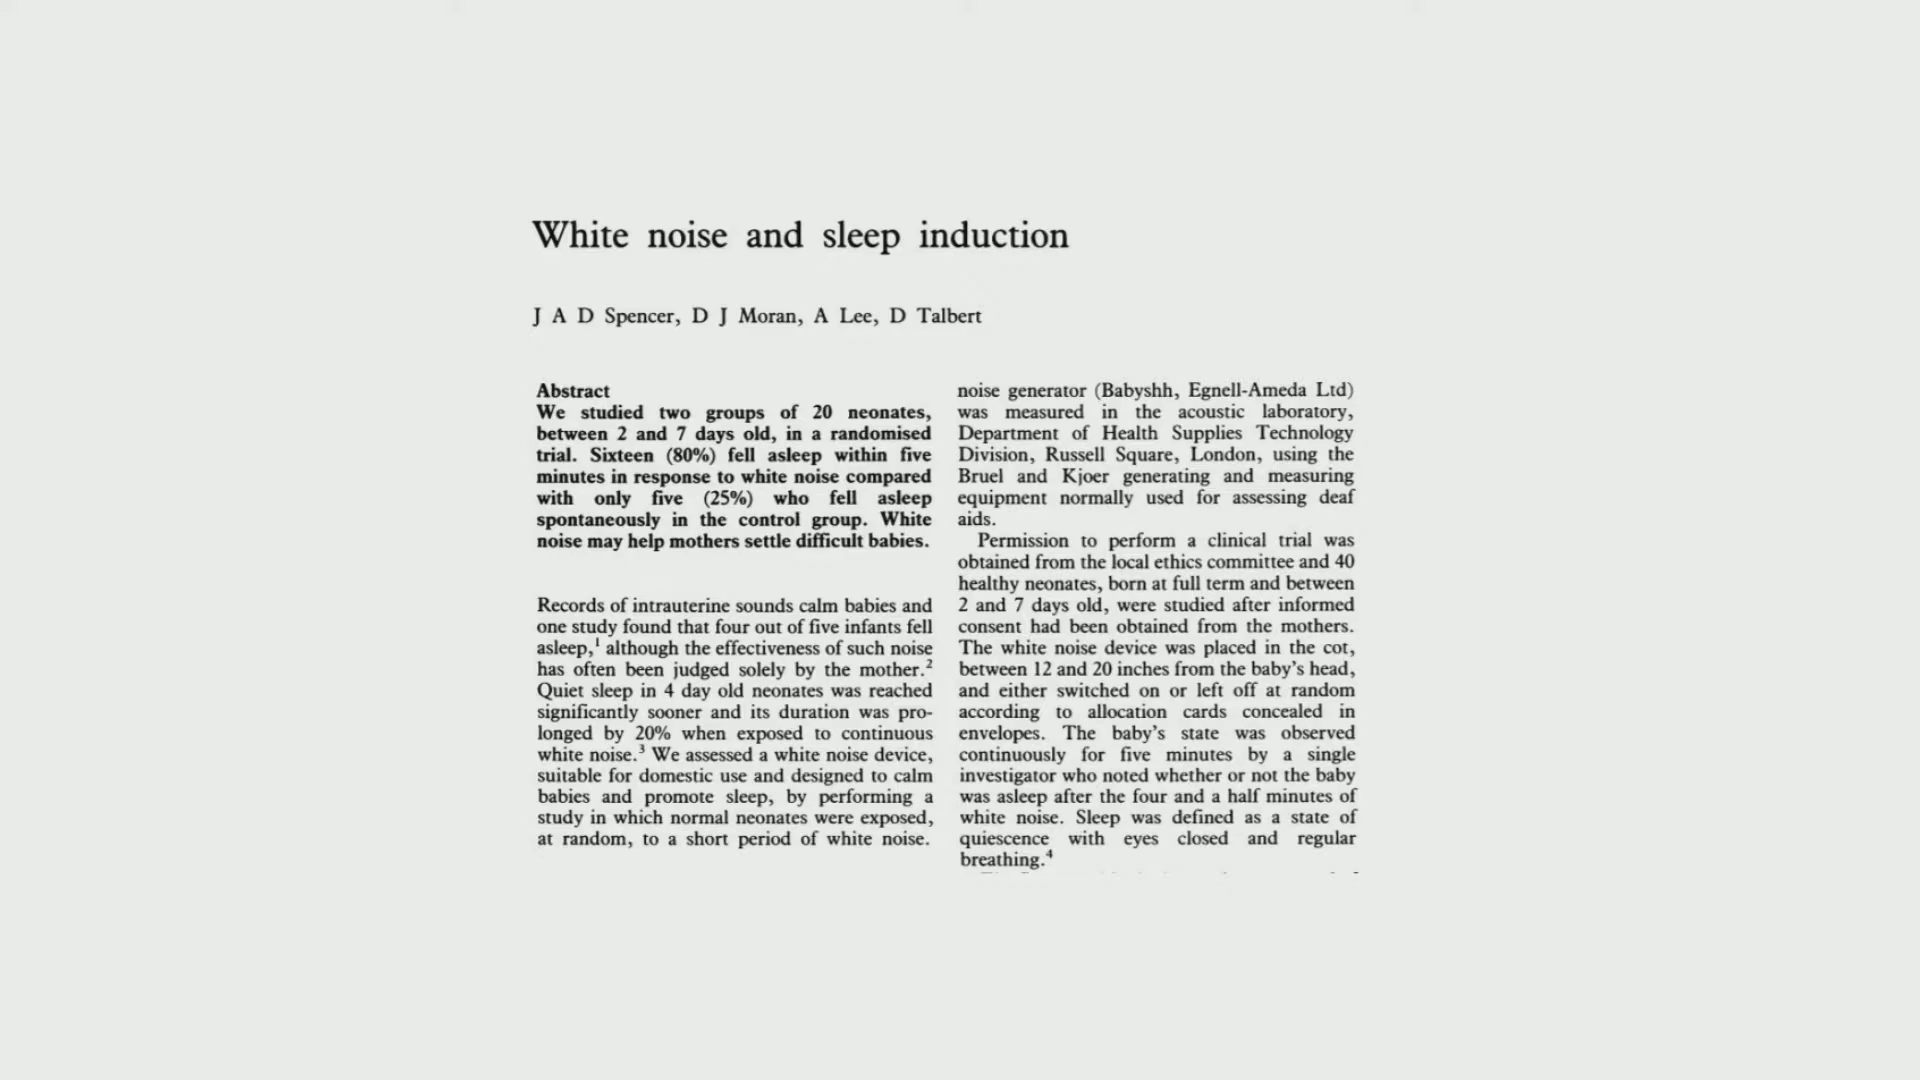 White noise and sleep induction
J A D Spencer, D J Moran, A Lee, D Talbert
Abstract
We studied two groups of 20 neonates,
between 2 and 7 days old, in a randomised
trial. Sixteen (80%) fell asleep within five
minutes in response to white noise compared
with only five (25%) who fell asleep
spontaneously in the control group. White
noise may help mothers settle difficult babies.
Records of intrauterine sounds calm babies and
one study found that four out of five infants fell
asleep,¹ although the effectiveness of such noise
has often been judged solely by the mother.²
Quiet sleep in 4 day old neonates was reached
significantly sooner and its duration was pro-
longed by 20% when exposed to continuous
white noise.³ We assessed a white noise device,
suitable for domestic use and designed to calm
babies and promote sleep, by performing a
study in which normal neonates were exposed,
at random, to a short period of white noise.
noise generator (Babyshh, Egnell-Ameda Ltd)
was measured in the acoustic laboratory,
Department of Health Supplies Technology
Division, Russell Square, London, using the
Bruel and Kjoer generating and measuring
equipment normally used for assessing deaf
aids.
Permission to perform a clinical trial was
obtained from the local ethics committee and 40
healthy neonates, born at full term and between
2 and 7 days old, were studied after informed
consent had been obtained from the mothers.
The white noise device was placed in the cot,
between 12 and 20 inches from the baby's head,
and either switched on or left off at random
according to allocation cards concealed in
envelopes. The baby's state was observed
continuously for five minutes by a single
investigator who noted whether or not the baby
was asleep after the four and a half minutes of
white noise. Sleep was defined as a state of
quiescence with eyes closed and regular
breathing.⁴